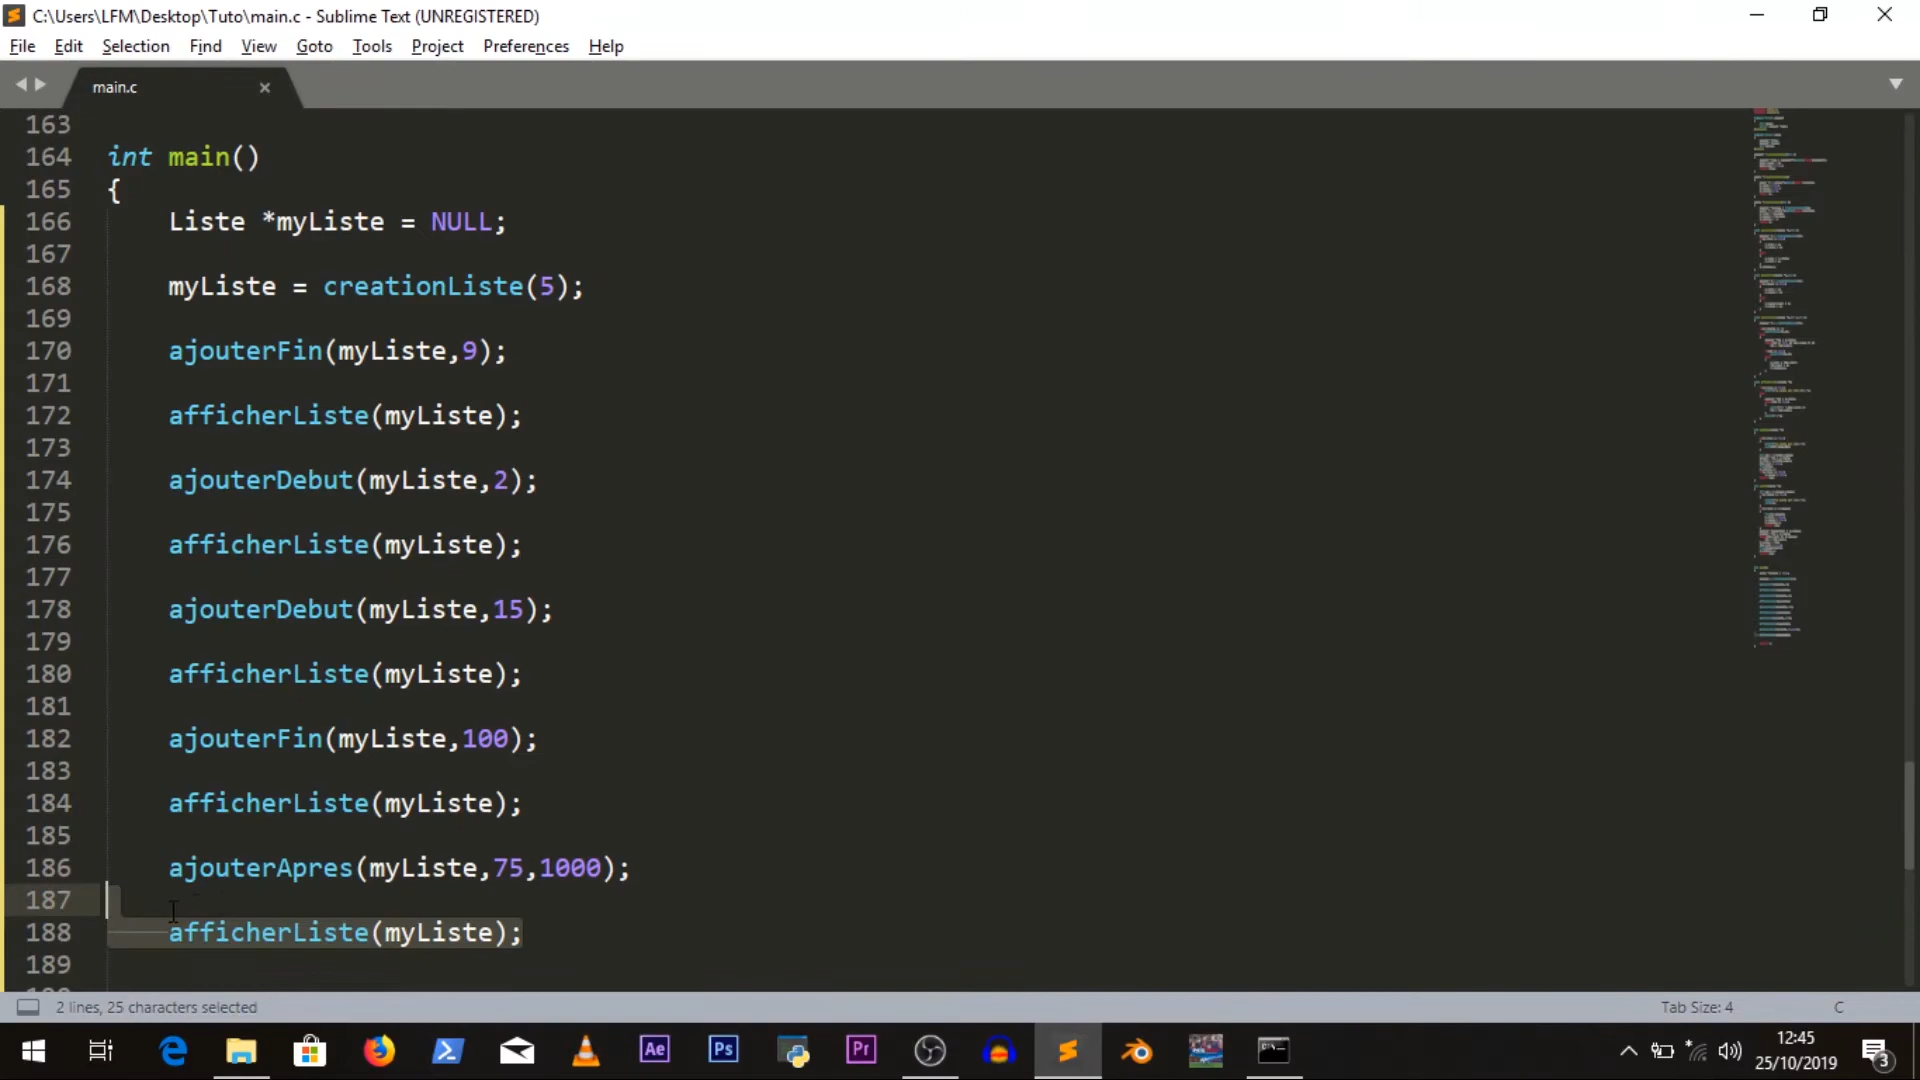 C:\Users\LFM\Desktop\Tuto\main.c - Sublime Text (UNREGISTERED)
File Edit Selection Find View Goto Tools Project Preferences Help
main.c
163
164 int main()
165 {
166 Liste *myListe = NULL;
167
168 myListe = creationListe(5);
169
170 ajouterFin(myListe,9);
171
172 afficherListe(myListe);
173
174 ajouterDebut(myListe,2);
175
176 afficherListe(myListe);
177
178 ajouterDebut(myListe,15);
179
180 afficherListe(myListe);
181
182 ajouterFin(myListe,100);
183
184 afficherListe(myListe);
185
186 ajouterApres(myListe,75,1000);
187
188 afficherListe(myListe);
189
2 lines, 25 characters selected Tab Size: 4 C
Ae Ps Pr 12:45
25/10/2019 3